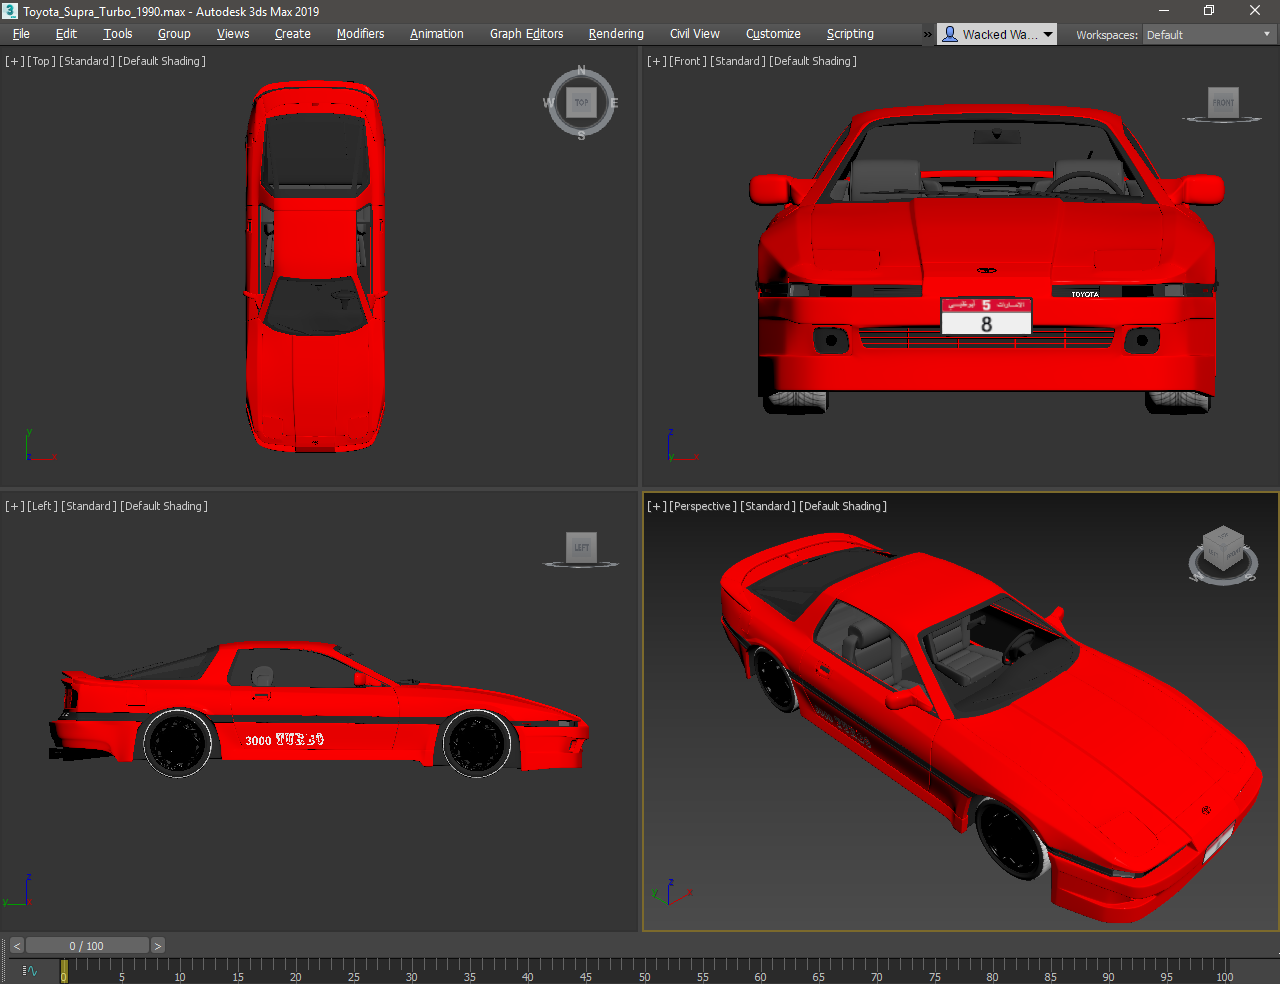 Toyota_Supra_Turbo_1990.max - Autodesk 3ds Max 2019
File Edit Tools Group Views Create Modifiers Animation Graph Editors Rendering Civil View Customize Scripting » Wacked Wa... Workspaces: Default
[+] [Top] [Standard] [Default Shading]
N
W TOP E
S
y
z x
[+] [Front] [Standard] [Default Shading]
FRONT
TOYOTA
الامارات 5 أبوظبي
8
z
y x
[+] [Left] [Standard] [Default Shading]
LEFT
3000 TURBO
z
y
[+] [Perspective] [Standard] [Default Shading]
W S
z
y x
< 0 / 100 >
0 5 10 15 20 25 30 35 40 45 50 55 60 65 70 75 80 85 90 95 100